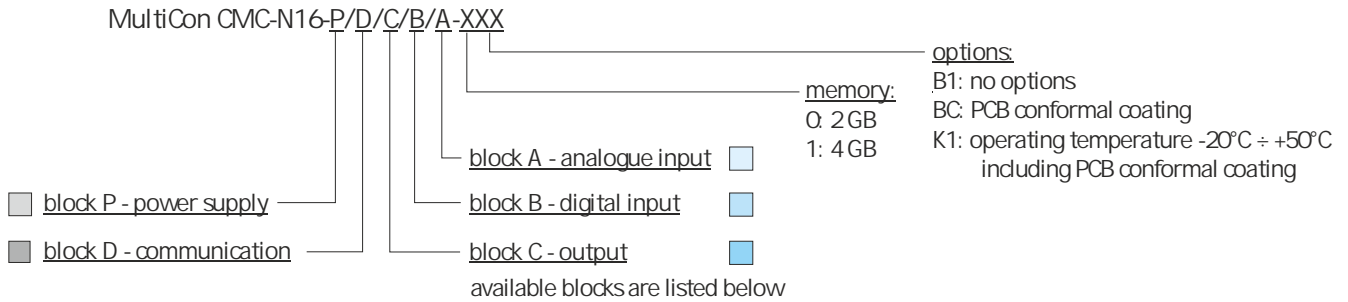 MultiCon CMC-N16-P/D/C/B/A-XXX
options:
B1: no options
BC: PCB conformal coating
K1: operating temperature -20°C ÷ +50°C
including PCB conformal coating
memory:
0: 2 GB
1: 4 GB
block A - analogue input
block P - power supply
block B - digital input
block D - communication
block C - output
available blocks are listed below